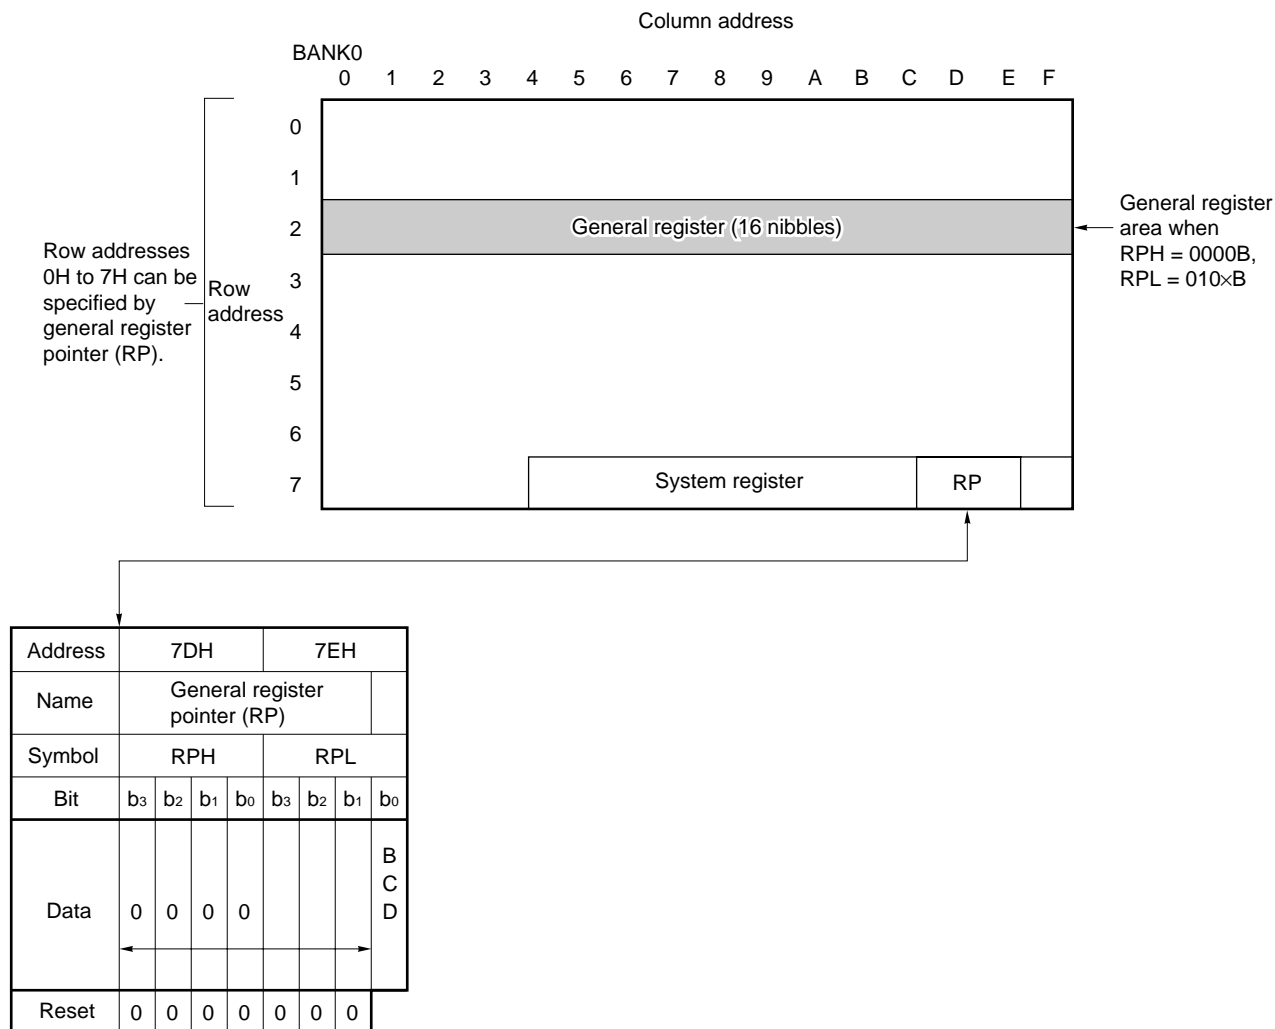 Column address
BANK0
0 1 2 3 4 5 6 7 8 9 A B C D E F
0
1
2 General register (16 nibbles)
3
4
5
6
7 System register RP
General register
area when
RPH = 0000B,
RPL = 010×B
Row addresses
0H to 7H can be
specified by
general register
pointer (RP).
Row
address
Address 7DH 7EH
Name General register
pointer (RP)
Symbol RPH RPL
Bit b3 b2 b1 b0 b3 b2 b1 b0
Data 0 0 0 0
B
C
D
Reset 0 0 0 0 0 0 0